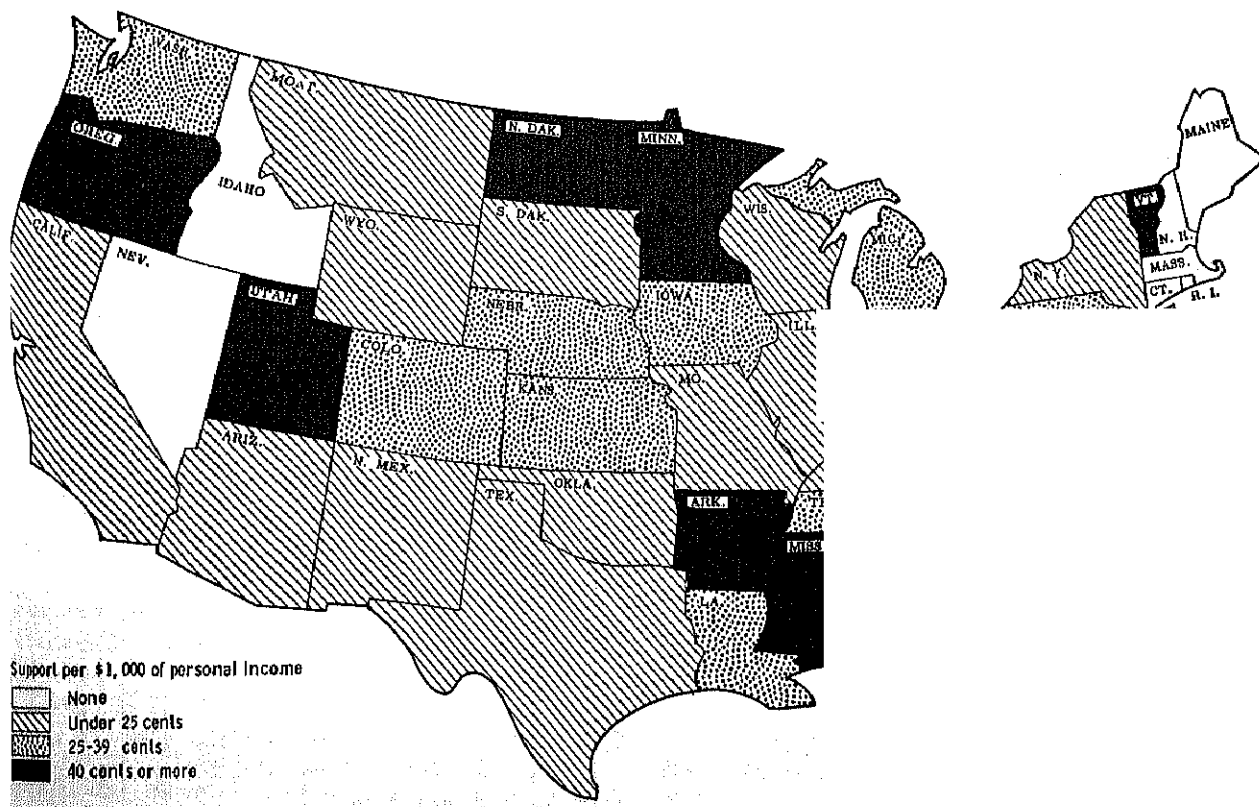 WASH.
MONT.
OREG.
IDAHO
N. DAK.
MINN.
MAINE
S. DAK.
WIS.
MICH.
VT.
N. H.
WYO.
CALIF.
NEV.
N. Y.
MASS.
CT.
R. I.
UTAH
NEBR.
IOWA
COLO.
ILL.
KANS.
MO.
ARIZ.
N. MEX.
OKLA.
TEX.
ARK.
MISS
LA.
Support per $1,000 of personal income
None
Under 25 cents
25-39 cents
40 cents or more